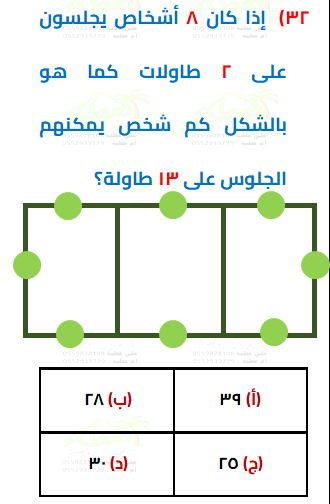 ٣٢) إذا كان ٨ أشخاص يجلسون
على ٢ طاولات كما هو
بالشكل كم شخص يمكنهم
الجلوس على ١٣ طاولة؟
(أ) ٣٩
(ب) ٢٨
(ج) ٢٥
(د) ٣٠